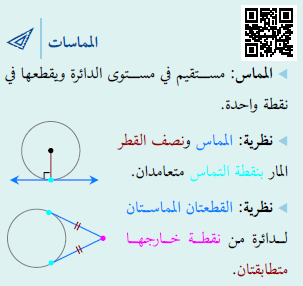 المماسات
المماس: مستقيم في مستوى الدائرة ويقطعها في
نقطة واحدة.
نظرية: المماس ونصف القطر
المار بنقطة التماس متعامدان.
نظرية: القطعتان المماستان
لدائرة من نقطة خارجها
متطابقتان.